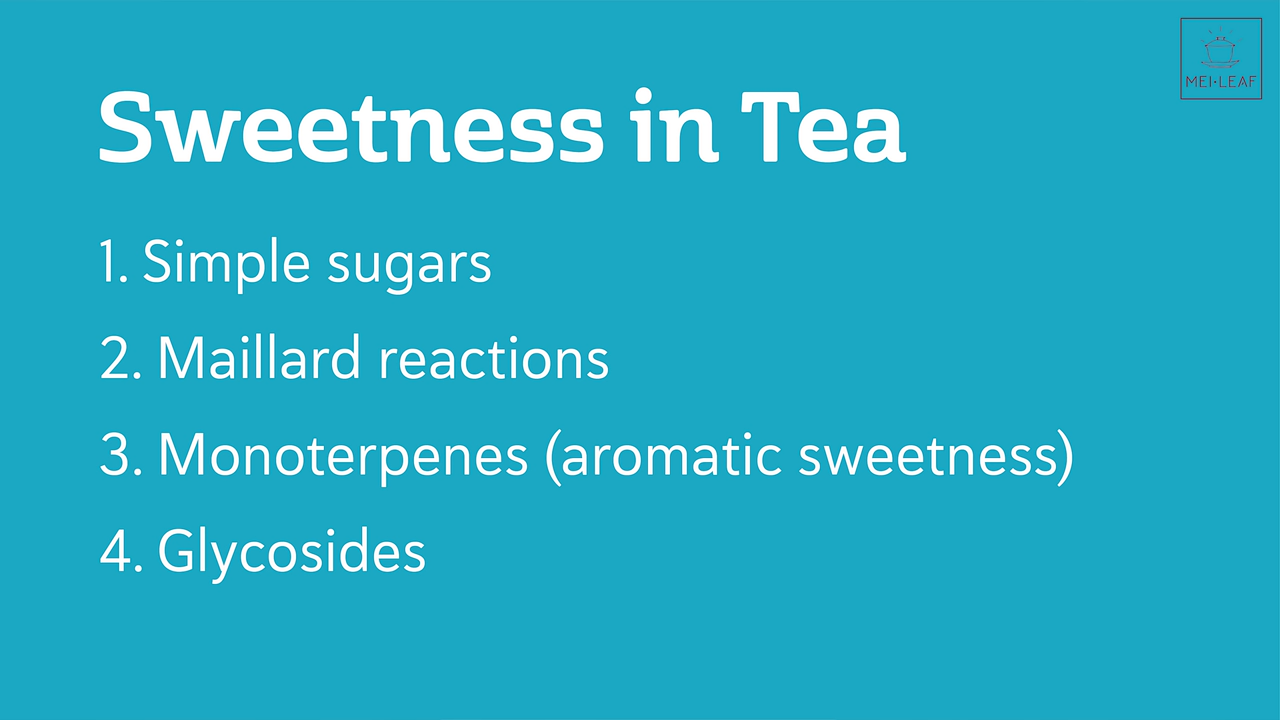 MEI·LEAF
Sweetness in Tea
1. Simple sugars
2. Maillard reactions
3. Monoterpenes (aromatic sweetness)
4. Glycosides